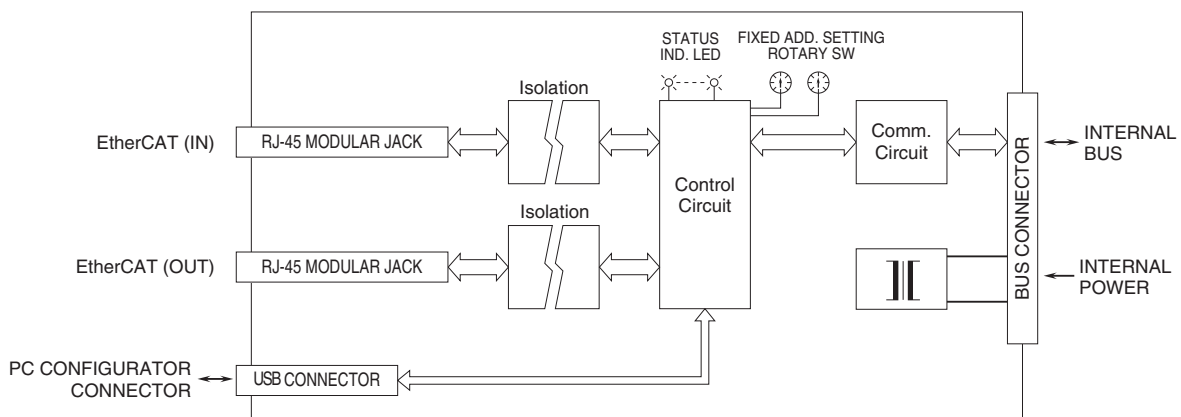 STATUS
IND. LED
FIXED ADD. SETTING
ROTARY SW
Isolation
EtherCAT (IN)
RJ-45 MODULAR JACK
Comm.
Circuit
INTERNAL
BUS
Control
Circuit
BUS CONNECTOR
Isolation
EtherCAT (OUT)
RJ-45 MODULAR JACK
INTERNAL
POWER
PC CONFIGURATOR
CONNECTOR
USB CONNECTOR